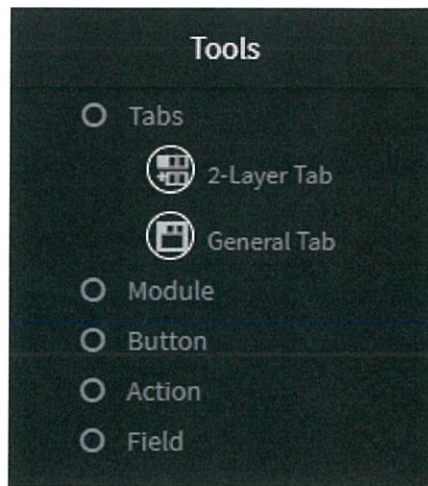 Tools
Tabs
2-Layer Tab
General Tab
Module
Button
Action
Field